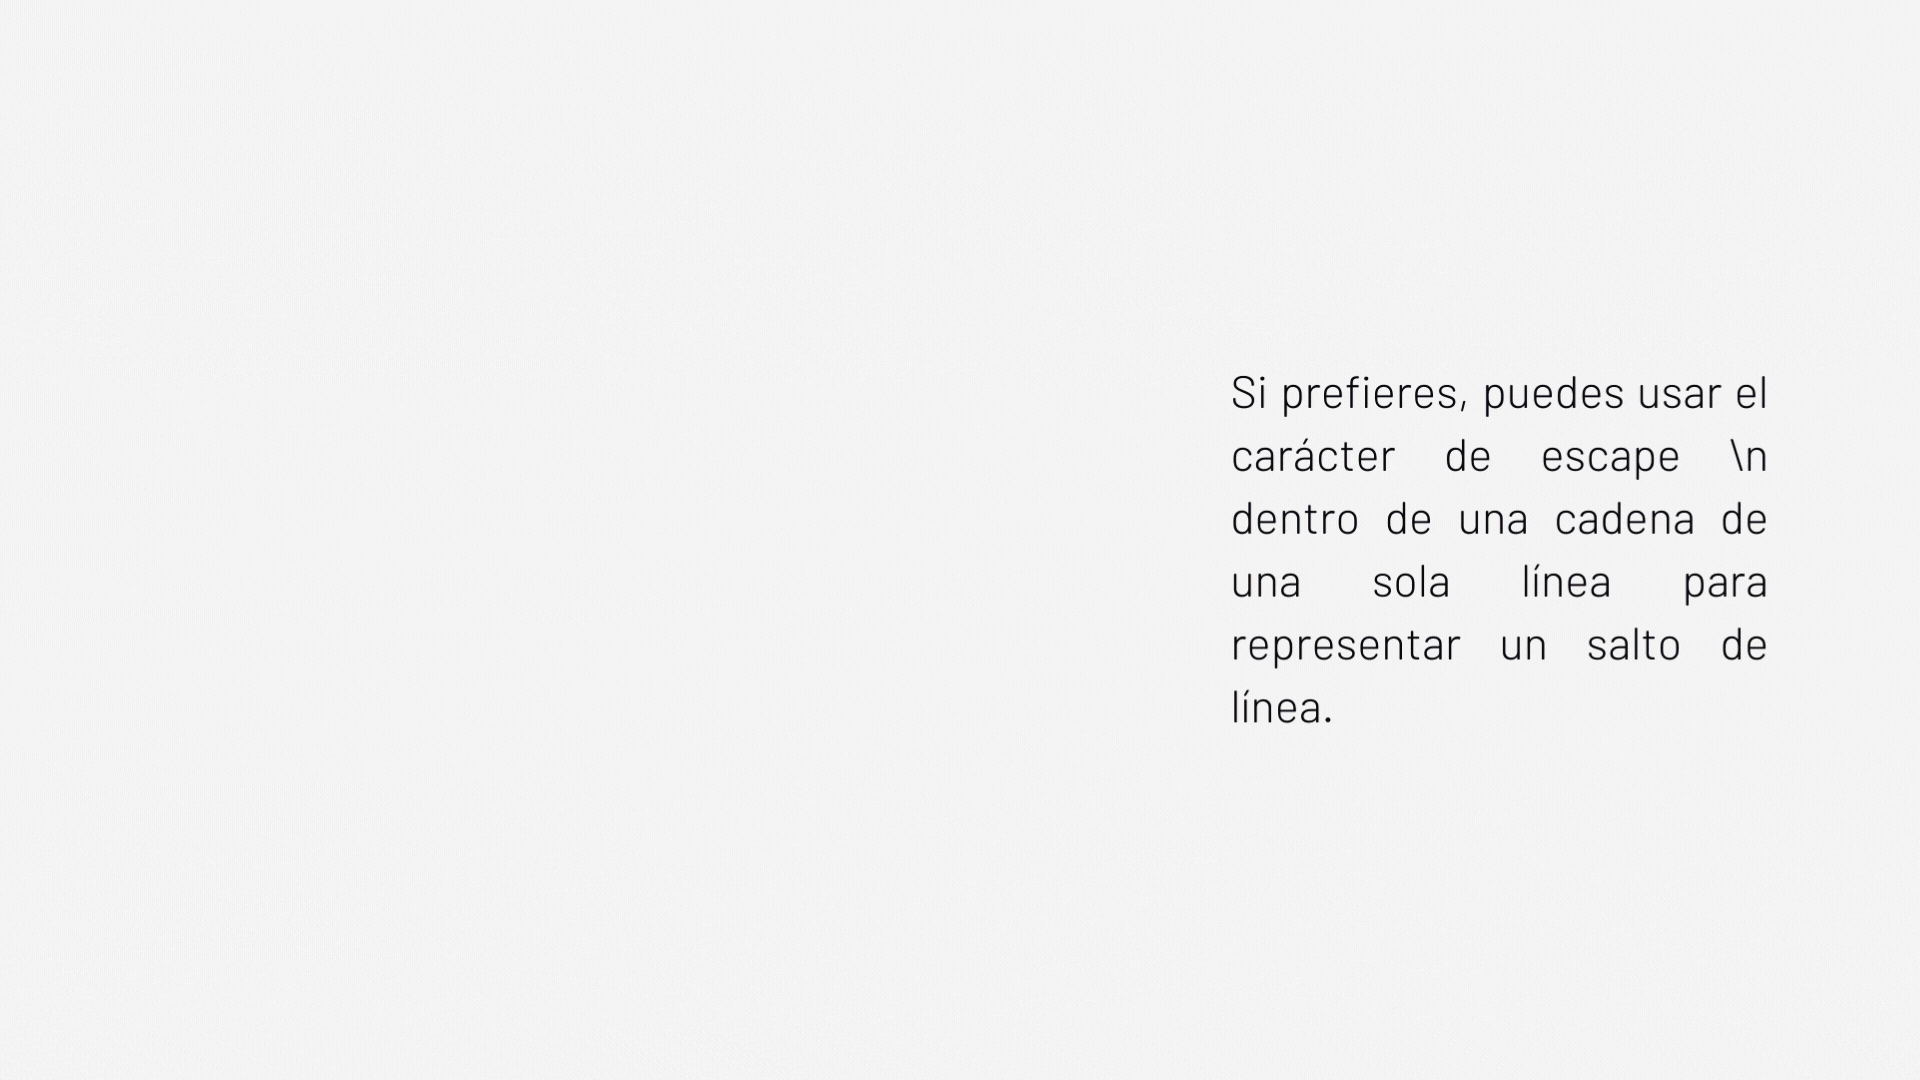 Si prefieres, puedes usar el
carácter de escape \n
dentro de una cadena de
una sola línea para
representar un salto de
línea.